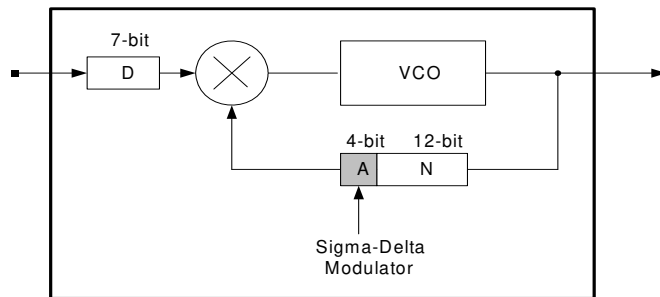 7-bit
D
VCO
4-bit 12-bit
A N
Sigma-Delta
Modulator